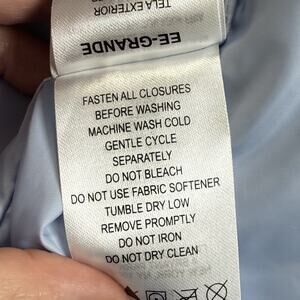 TELA EXTERIOR
EE-GRANDE
FASTEN ALL CLOSURES
BEFORE WASHING
MACHINE WASH COLD
GENTLE CYCLE
SEPARATELY
DO NOT BLEACH
DO NOT USE FABRIC SOFTENER
TUMBLE DRY LOW
REMOVE PROMPTLY
DO NOT IRON
DO NOT DRY CLEAN